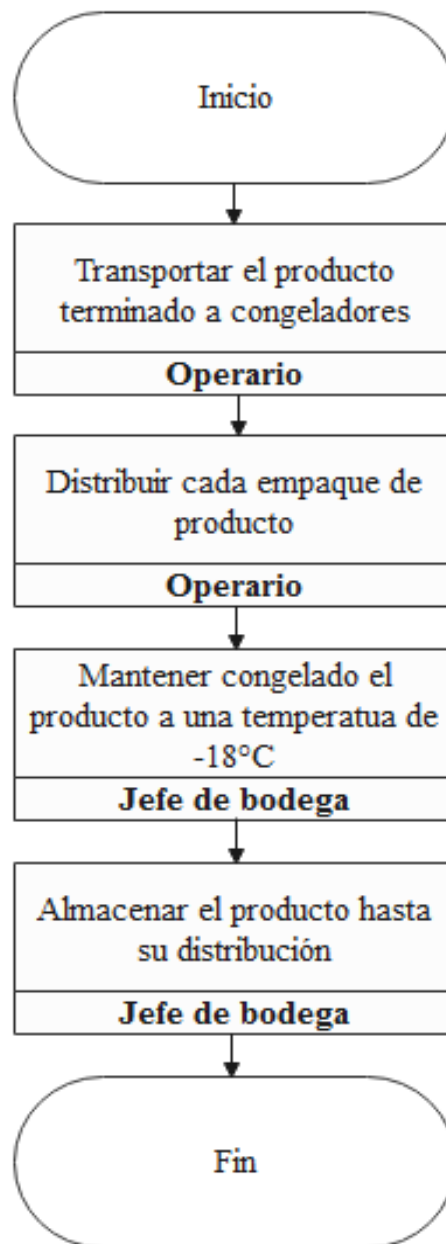 Inicio
Transportar el producto
terminado a congeladores
Operario
Distribuir cada empaque de
producto
Operario
Mantener congelado el
producto a una temperatua de
-18°C
Jefe de bodega
Almacenar el producto hasta
su distribución
Jefe de bodega
Fin